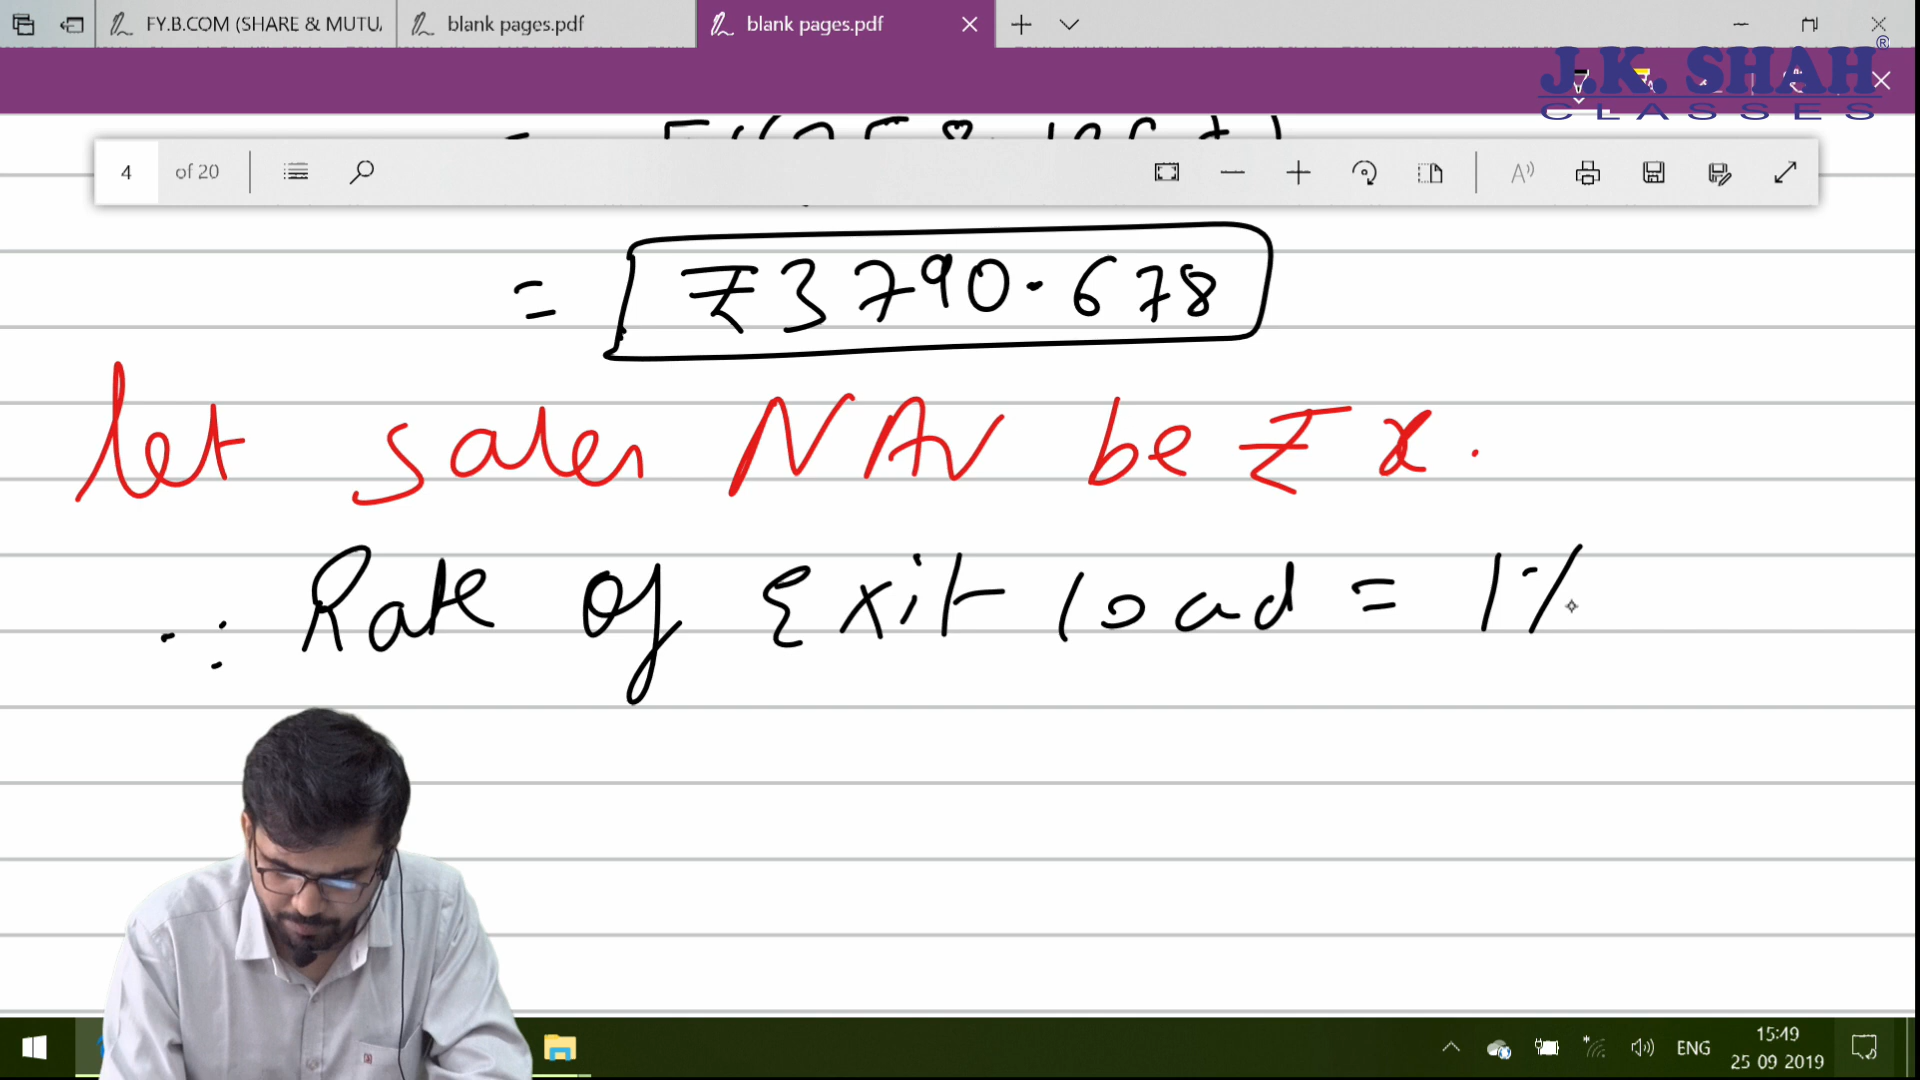 FY.B.COM (SHARE & MUTU
blank pages.pdf
blank pages.pdf
J.K. SHAH®
CLASSES
4 of 20
= ₹3790.678
let sales NAV be ₹ x.
∴ Rate of Exit load = 1%
ENG
15:49
25 09 2019